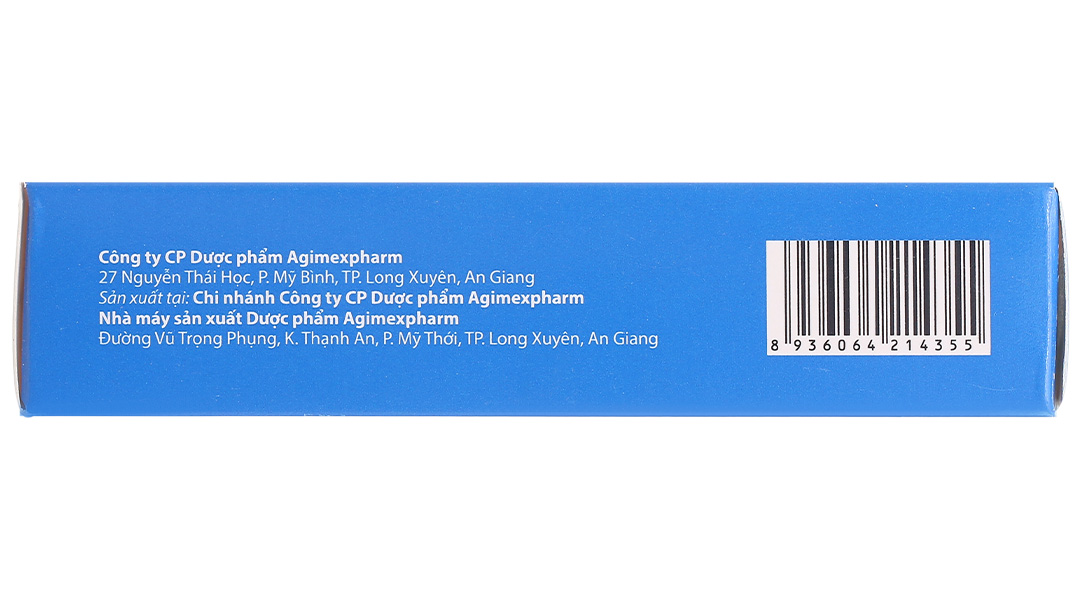 Công ty CP Dược phẩm Agimexpharm
27 Nguyễn Thái Học, P. Mỹ Bình, TP. Long Xuyên, An Giang
Sản xuất tại: Chi nhánh Công ty CP Dược phẩm Agimexpharm
Nhà máy sản xuất Dược phẩm Agimexpharm
Đường Vũ Trọng Phụng, K. Thạnh An, P. Mỹ Thới, TP. Long Xuyên, An Giang
8 936064 214355